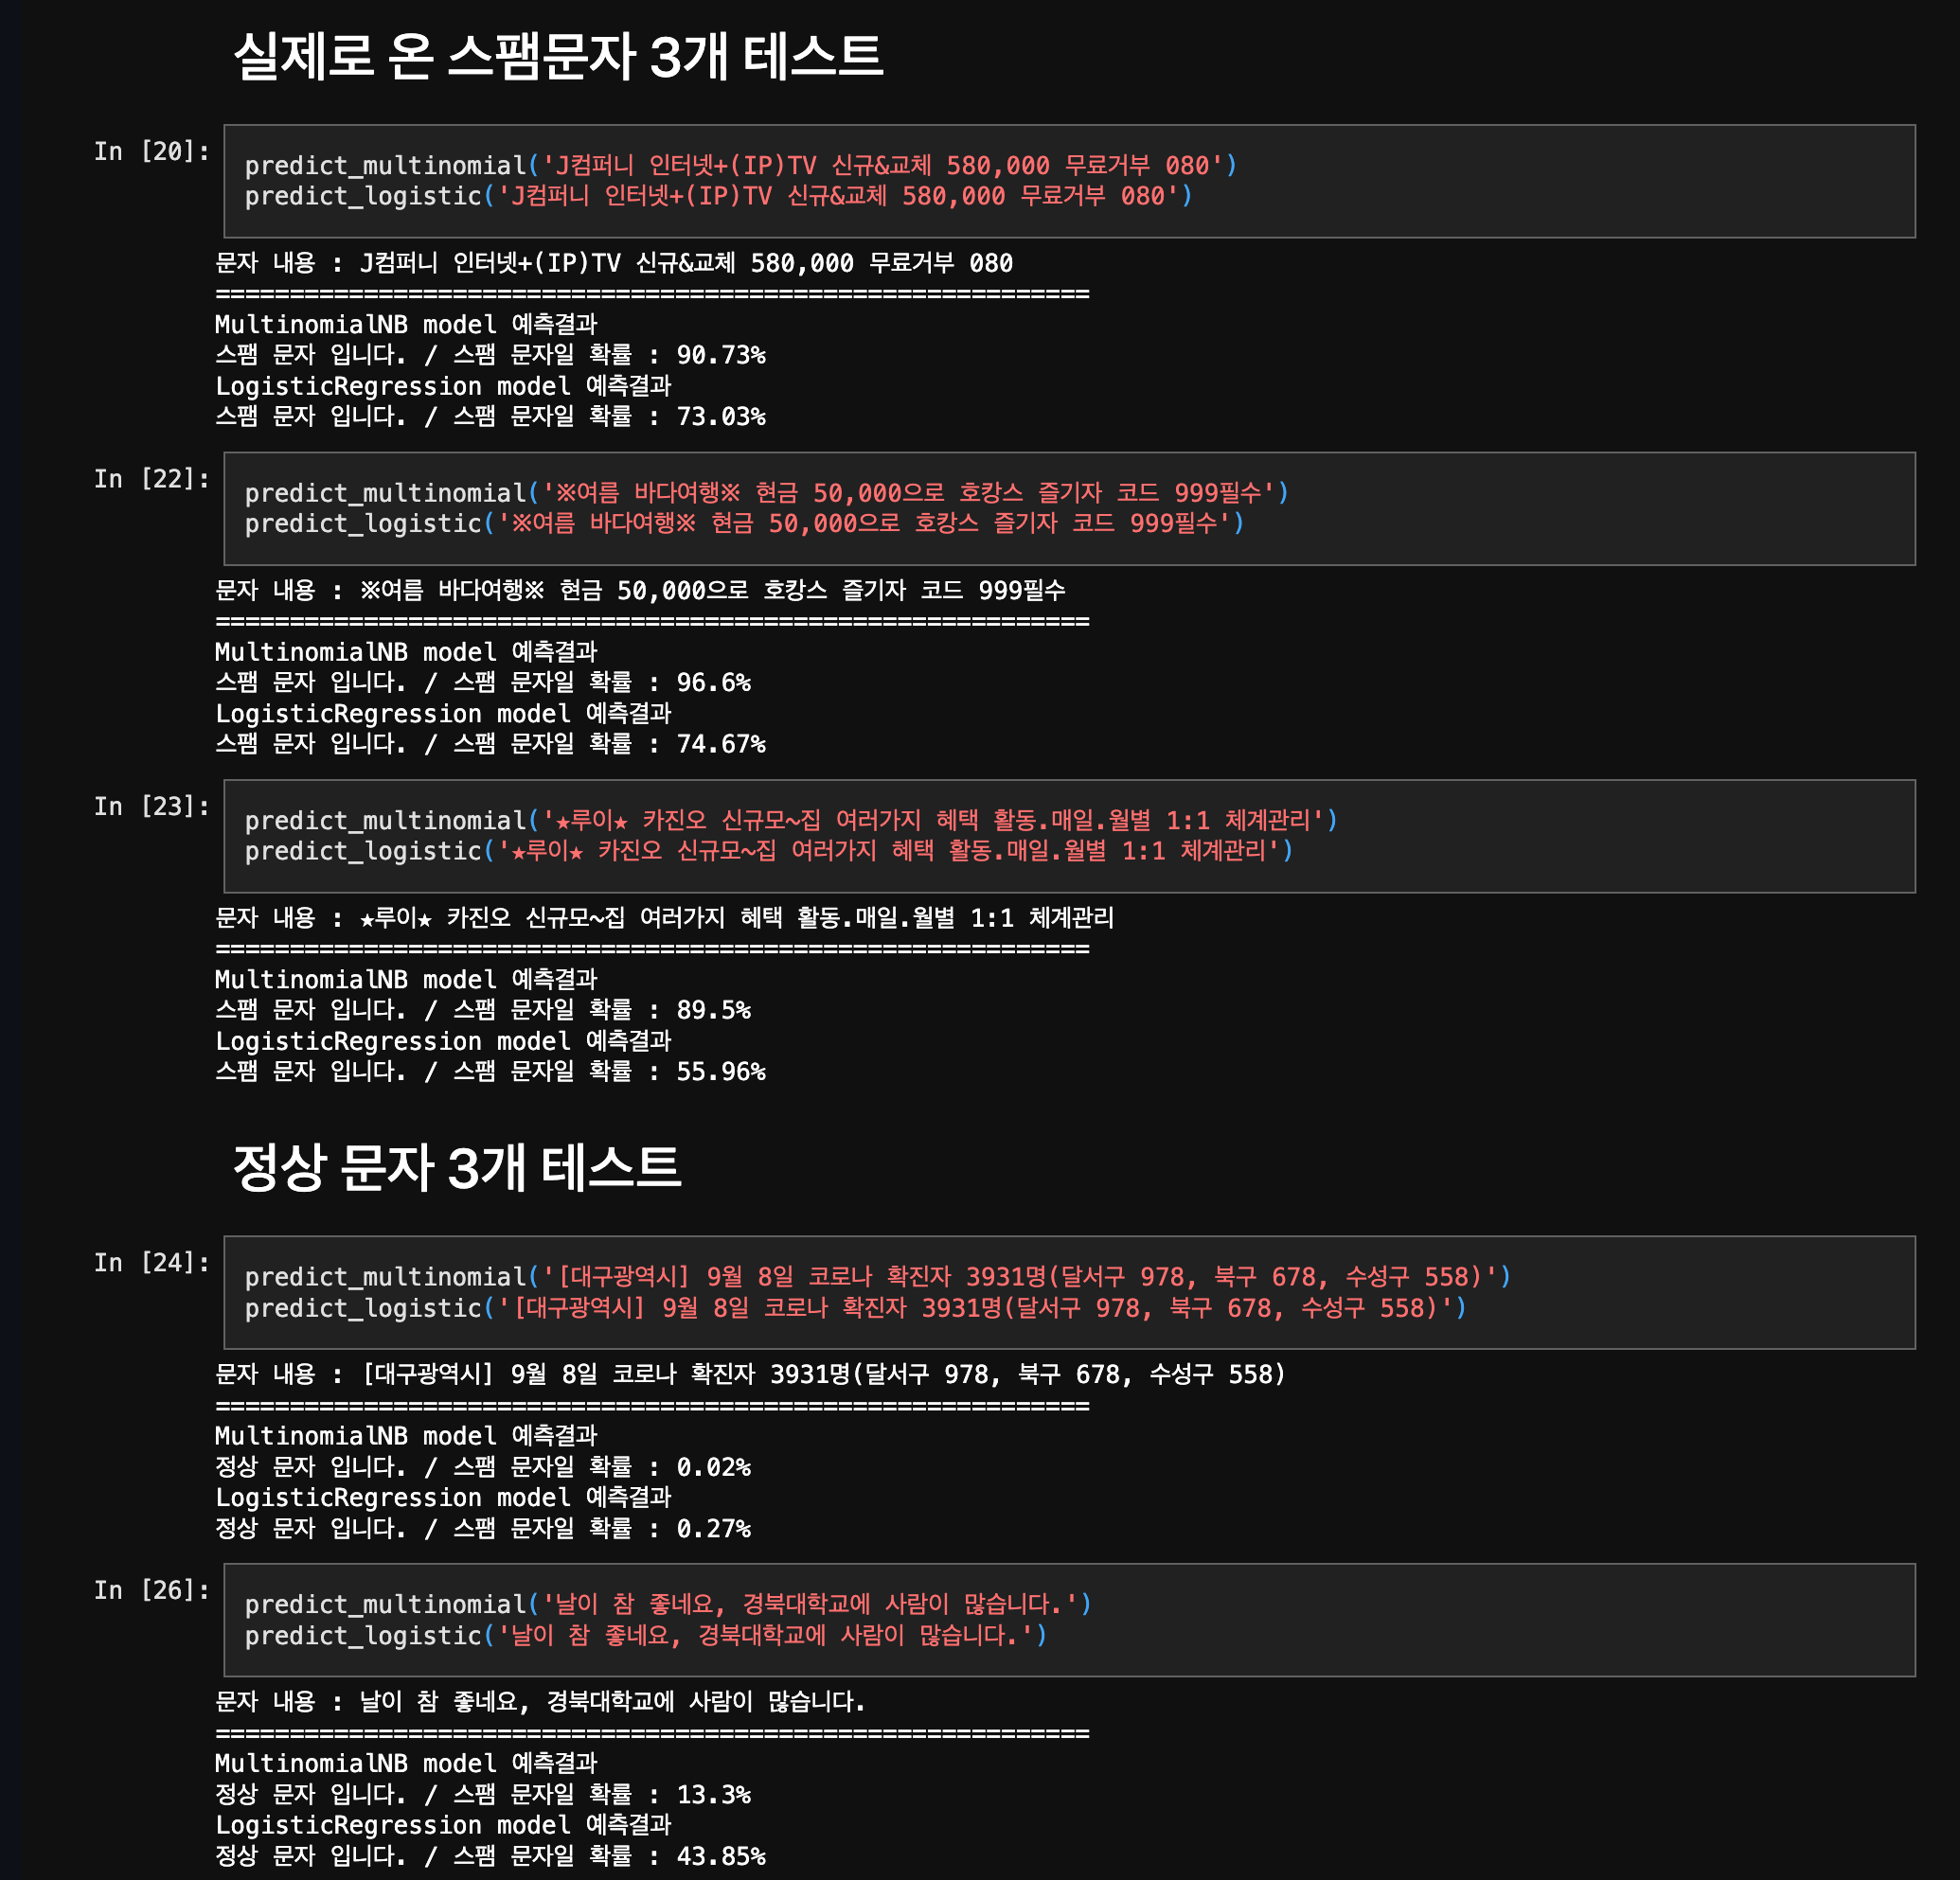 실제로 온 스팸문자 3개 테스트
In [20]:
predict_multinomial('J컴퍼니 인터넷+(IP)TV 신규&교체 580,000 무료거부 080')
predict_logistic('J컴퍼니 인터넷+(IP)TV 신규&교체 580,000 무료거부 080')
문자 내용 : J컴퍼니 인터넷+(IP)TV 신규&교체 580,000 무료거부 080
===========================================================
MultinomialNB model 예측결과
스팸 문자 입니다. / 스팸 문자일 확률 : 90.73%
LogisticRegression model 예측결과
스팸 문자 입니다. / 스팸 문자일 확률 : 73.03%
In [22]:
predict_multinomial('※여름 바다여행※ 현금 50,000으로 호캉스 즐기자 코드 999필수')
predict_logistic('※여름 바다여행※ 현금 50,000으로 호캉스 즐기자 코드 999필수')
문자 내용 : ※여름 바다여행※ 현금 50,000으로 호캉스 즐기자 코드 999필수
===========================================================
MultinomialNB model 예측결과
스팸 문자 입니다. / 스팸 문자일 확률 : 96.6%
LogisticRegression model 예측결과
스팸 문자 입니다. / 스팸 문자일 확률 : 74.67%
In [23]:
predict_multinomial('★루이★ 카진오 신규모~집 여러가지 혜택 활동.매일.월별 1:1 체계관리')
predict_logistic('★루이★ 카진오 신규모~집 여러가지 혜택 활동.매일.월별 1:1 체계관리')
문자 내용 : ★루이★ 카진오 신규모~집 여러가지 혜택 활동.매일.월별 1:1 체계관리
===========================================================
MultinomialNB model 예측결과
스팸 문자 입니다. / 스팸 문자일 확률 : 89.5%
LogisticRegression model 예측결과
스팸 문자 입니다. / 스팸 문자일 확률 : 55.96%
정상 문자 3개 테스트
In [24]:
predict_multinomial('[대구광역시] 9월 8일 코로나 확진자 3931명(달서구 978, 북구 678, 수성구 558)')
predict_logistic('[대구광역시] 9월 8일 코로나 확진자 3931명(달서구 978, 북구 678, 수성구 558)')
문자 내용 : [대구광역시] 9월 8일 코로나 확진자 3931명(달서구 978, 북구 678, 수성구 558)
===========================================================
MultinomialNB model 예측결과
정상 문자 입니다. / 스팸 문자일 확률 : 0.02%
LogisticRegression model 예측결과
정상 문자 입니다. / 스팸 문자일 확률 : 0.27%
In [26]:
predict_multinomial('날이 참 좋네요, 경북대학교에 사람이 많습니다.')
predict_logistic('날이 참 좋네요, 경북대학교에 사람이 많습니다.')
문자 내용 : 날이 참 좋네요, 경북대학교에 사람이 많습니다.
===========================================================
MultinomialNB model 예측결과
정상 문자 입니다. / 스팸 문자일 확률 : 13.3%
LogisticRegression model 예측결과
정상 문자 입니다. / 스팸 문자일 확률 : 43.85%